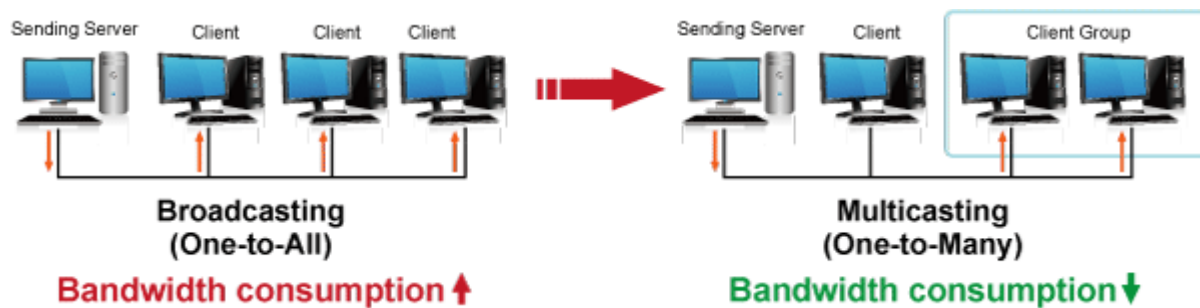 Sending Server Client Client Client
Sending Server Client Client Group
Broadcasting
(One-to-All)
Bandwidth consumption
Multicasting
(One-to-Many)
Bandwidth consumption